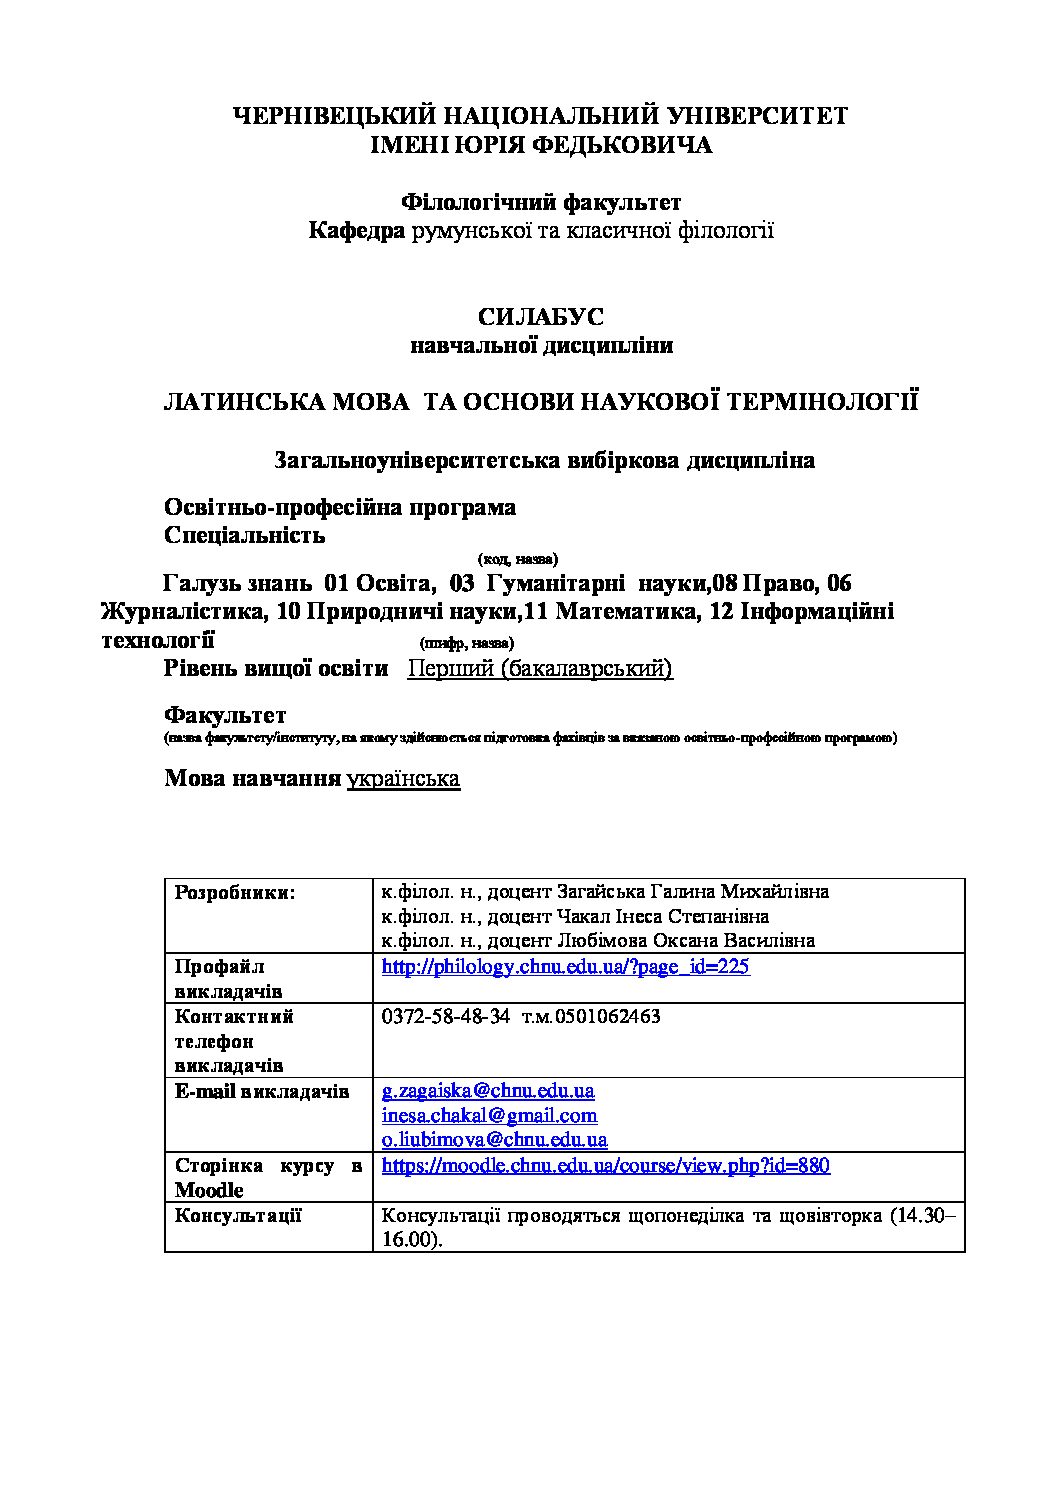 ЧЕРНІВЕЦЬКИЙ НАЦІОНАЛЬНИЙ УНІВЕРСИТЕТ
ІМЕНІ ЮРІЯ ФЕДЬКОВИЧА
Філологічний факультет
Кафедра румунської та класичної філології
СИЛАБУС
навчальної дисципліни
ЛАТИНСЬКА МОВА ТА ОСНОВИ НАУКОВОЇ ТЕРМІНОЛОГІЇ
Загальноуніверситетська вибіркова дисципліна
Освітньо-професійна програма
Спеціальність
(код, назва)
Галузь знань 01 Освіта, 03 Гуманітарні науки,08 Право, 06
Журналістика, 10 Природничі науки,11 Математика, 12 Інформаційні
технології (шифр, назва)
Рівень вищої освіти Перший (бакалаврський)
Факультет
(назва факультету/інституту, на якому здійснюється підготовка фахівців за вказаною освітньо-професійною програмою)
Мова навчання українська
Розробники:
к.філол. н., доцент Загайська Галина Михайлівна
к.філол. н., доцент Чакал Інеса Степанівна
к.філол. н., доцент Любімова Оксана Василівна
Профайл
викладачів
http://philology.chnu.edu.ua/?page_id=225
Контактний
телефон
викладачів
0372-58-48-34 т.м.0501062463
E-mail викладачів
g.zagaiska@chnu.edu.ua
inesa.chakal@gmail.com
o.liubimova@chnu.edu.ua
Сторінка курсу в
Moodle
https://moodle.chnu.edu.ua/course/view.php?id=880
Консультації
Консультації проводяться щопонеділка та щовівторка (14.30–
16.00).